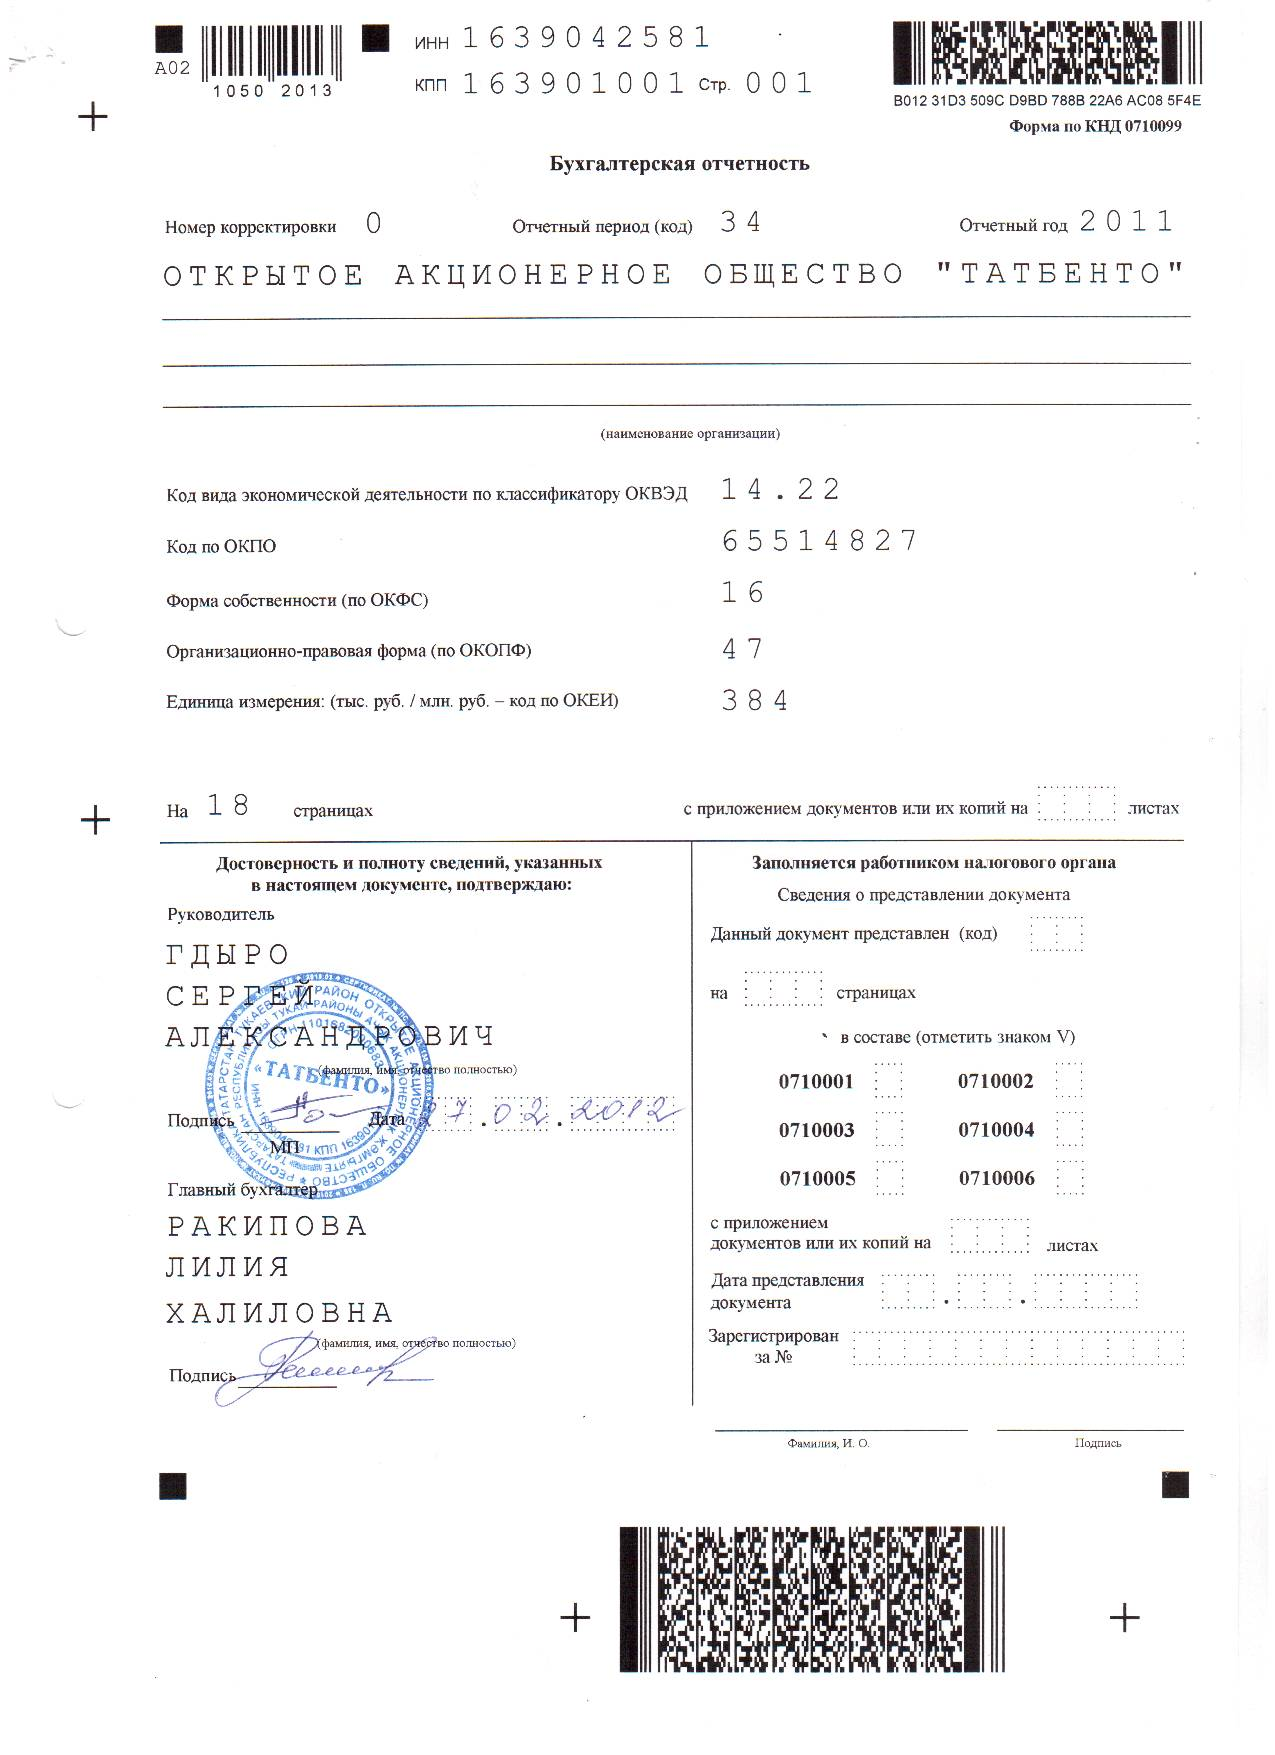 ИНН 1639042581
А02
1050 2013
КПП 163901001 Стр. 001
B012 31D3 509C D9BD 788B 22A6 AC08 5F4E
Форма по КНД 0710099
Бухгалтерская отчетность
Номер корректировки 0 Отчетный период (код) 34 Отчетный год 2011
ОТКРЫТОЕ АКЦИОНЕРНОЕ ОБЩЕСТВО "ТАТБЕНТО"
(наименование организации)
Код вида экономической деятельности по классификатору ОКВЭД 14.22
Код по ОКПО 65514827
Форма собственности (по ОКФС) 16
Организационно-правовая форма (по ОКОПФ) 47
Единица измерения: (тыс. руб. / млн. руб. – код по ОКЕИ) 384
На 18 страницах с приложением документов или их копий на листах
Достоверность и полноту сведений, указанных
в настоящем документе, подтверждаю:
Руководитель
ГДЫРО
СЕРГЕЙ
АЛЕКСАНДРОВИЧ
(фамилия, имя, отчество полностью)
«ТАТБЕНТО»
Подпись Дата 17.02.2012
МП
Главный бухгалтер
РАКИПОВА
ЛИЛИЯ
ХАЛИЛОВНА
(фамилия, имя, отчество полностью)
Подпись
Заполняется работником налогового органа
Сведения о представлении документа
Данный документ представлен (код)
на страницах
в составе (отметить знаком V)
0710001 0710002
0710003 0710004
0710005 0710006
с приложением
документов или их копий на листах
Дата представления
документа
Зарегистрирован
за №
Фамилия, И. О. Подпись